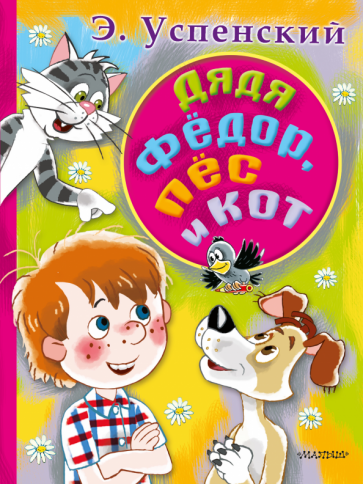 Э. Успенский
ДЯДЯ
ФЁДОР,
ПЁС
И КОТ
·МАЛЫШ·